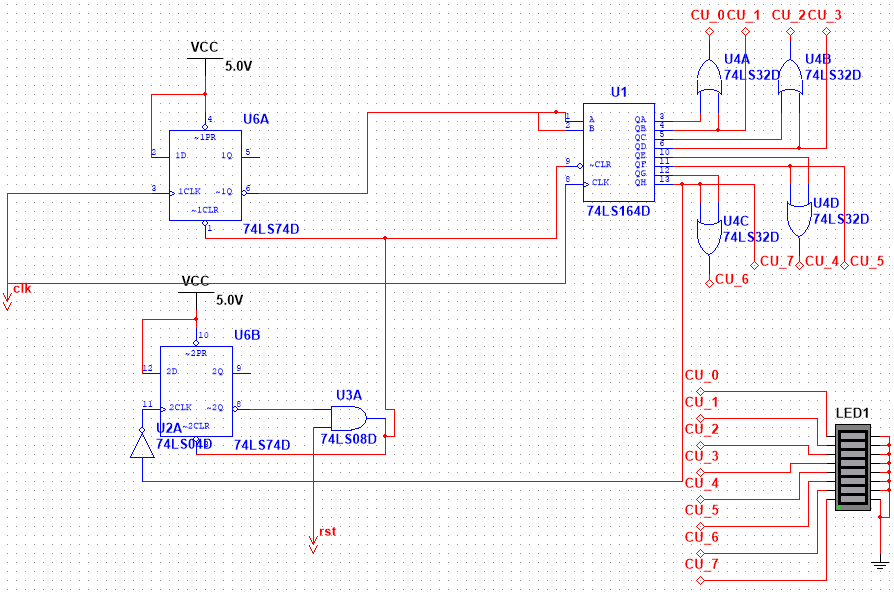 CU_0 CU_1 CU_2 CU_3
VCC
5.0V
U4A
74LS32D
U4B
74LS32D
U6A
4
~1PR
2 1D 1Q 5
3 1CLK ~1Q 6
~1CLR
1
74LS74D
U1
1 A QA 3
2 B QB 4
QC 5
QD 6
QE 10
9 ~CLR QF 11
QG 12
8 CLK QH 13
74LS164D
U4C
74LS32D
U4D
74LS32D
CU_7 CU_4 CU_5
CU_6
clk
VCC
5.0V
U6B
10
~2PR
12 2D 2Q 9
11 2CLK ~2Q 8
~2CLR
74LS74D
U2A
74LS04D
U3A
74LS08D
rst
CU_0
CU_1
CU_2
CU_3
CU_4
CU_5
CU_6
CU_7
LED1